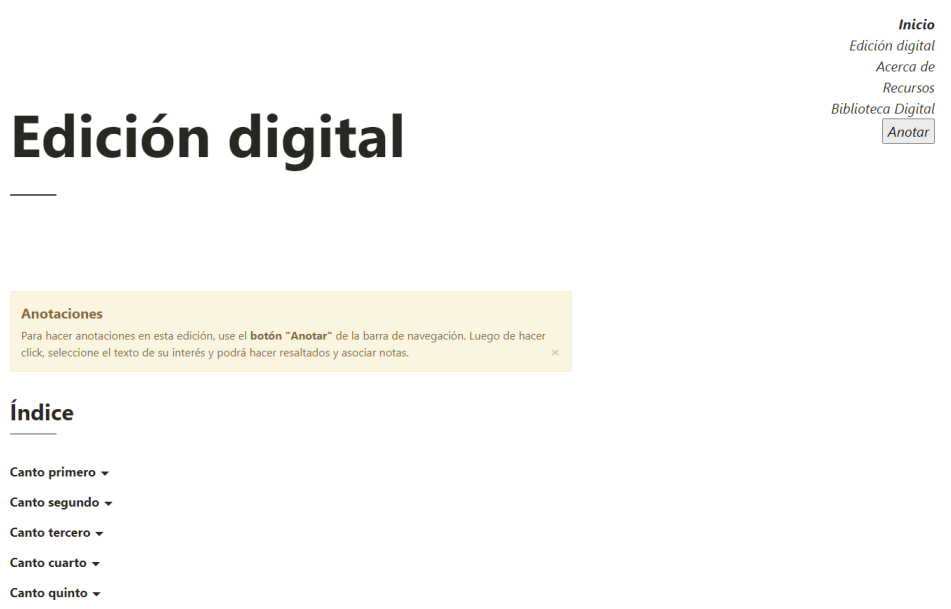 Inicio
Edición digital
Acerca de
Recursos
Biblioteca Digital
Anotar
Edición digital
Anotaciones
Para hacer anotaciones en esta edición, use el botón "Anotar" de la barra de navegación. Luego de hacer
click, seleccione el texto de su interés y podrá hacer resaltados y asociar notas. ×
Índice
Canto primero
Canto segundo
Canto tercero
Canto cuarto
Canto quinto